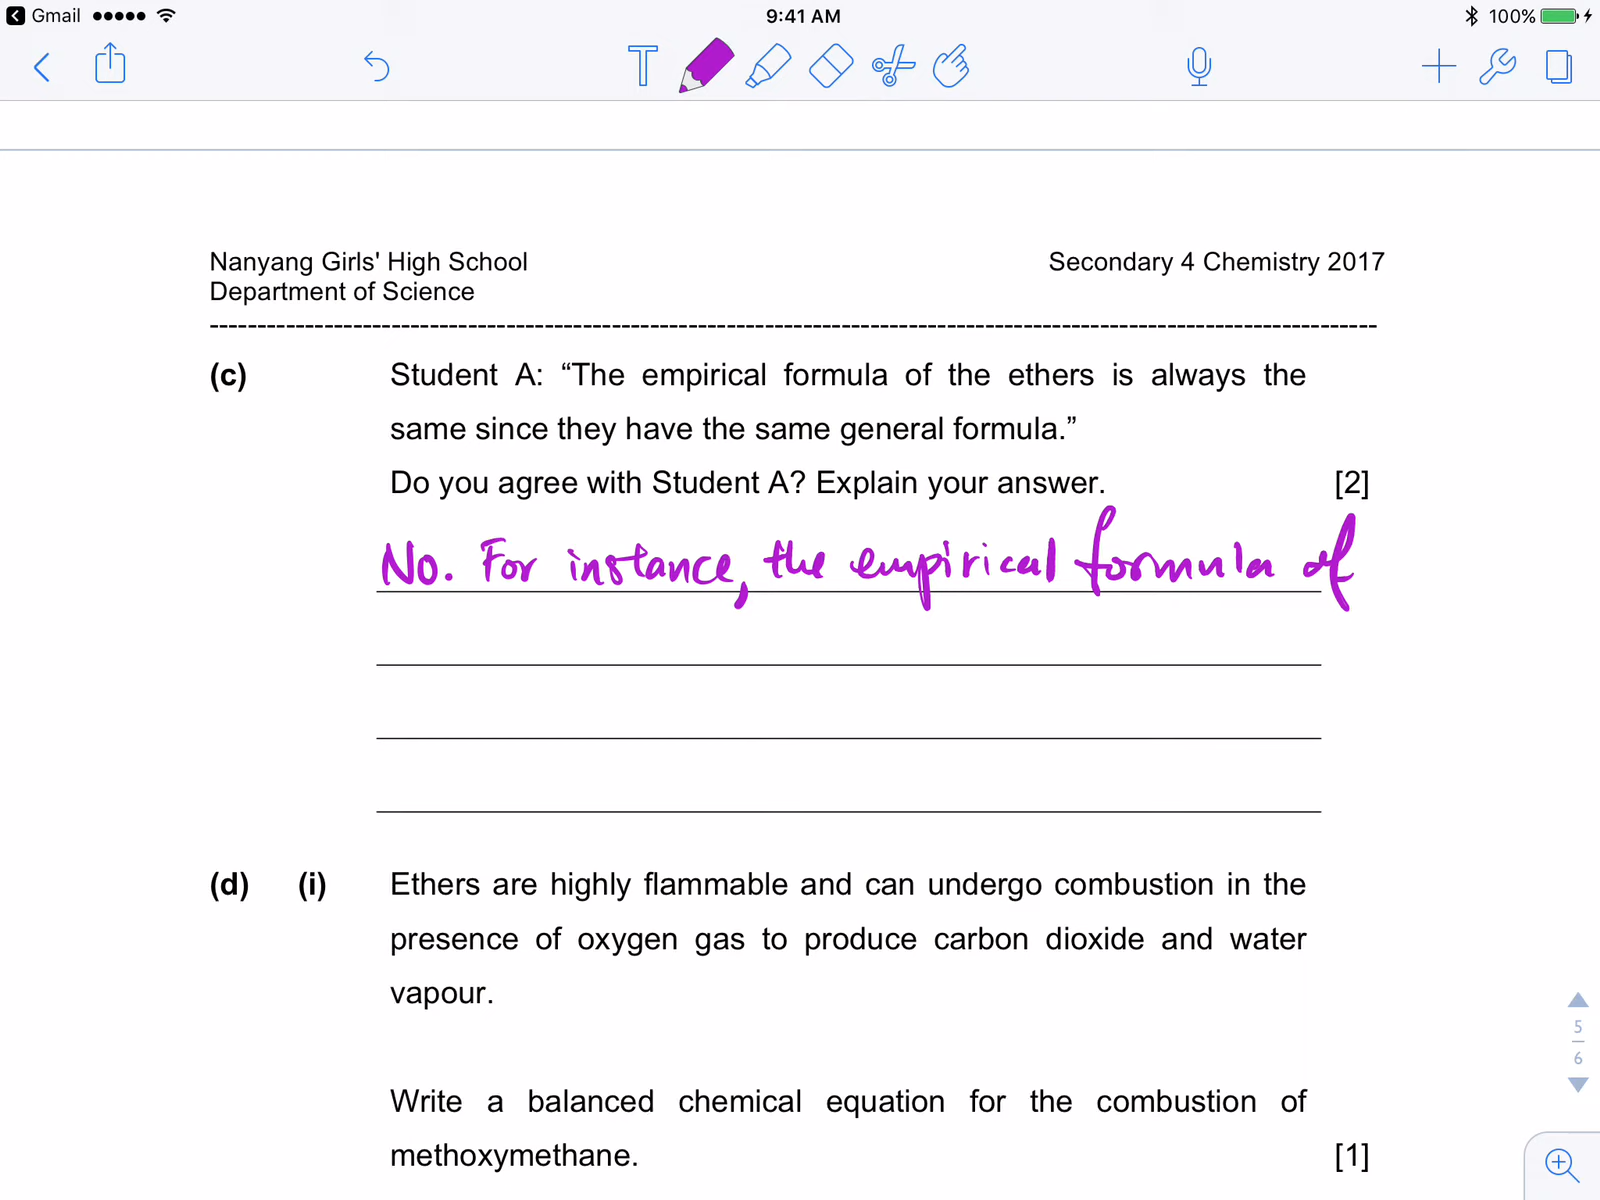 Gmail
9:41 AM
100%
T
Nanyang Girls' High School
Secondary 4 Chemistry 2017
Department of Science
(c) Student A: “The empirical formula of the ethers is always the
same since they have the same general formula.”
Do you agree with Student A? Explain your answer. [2]
No. For instance, the empirical formula of
(d) (i) Ethers are highly flammable and can undergo combustion in the
presence of oxygen gas to produce carbon dioxide and water
vapour.
5
6
Write a balanced chemical equation for the combustion of
methoxymethane. [1]